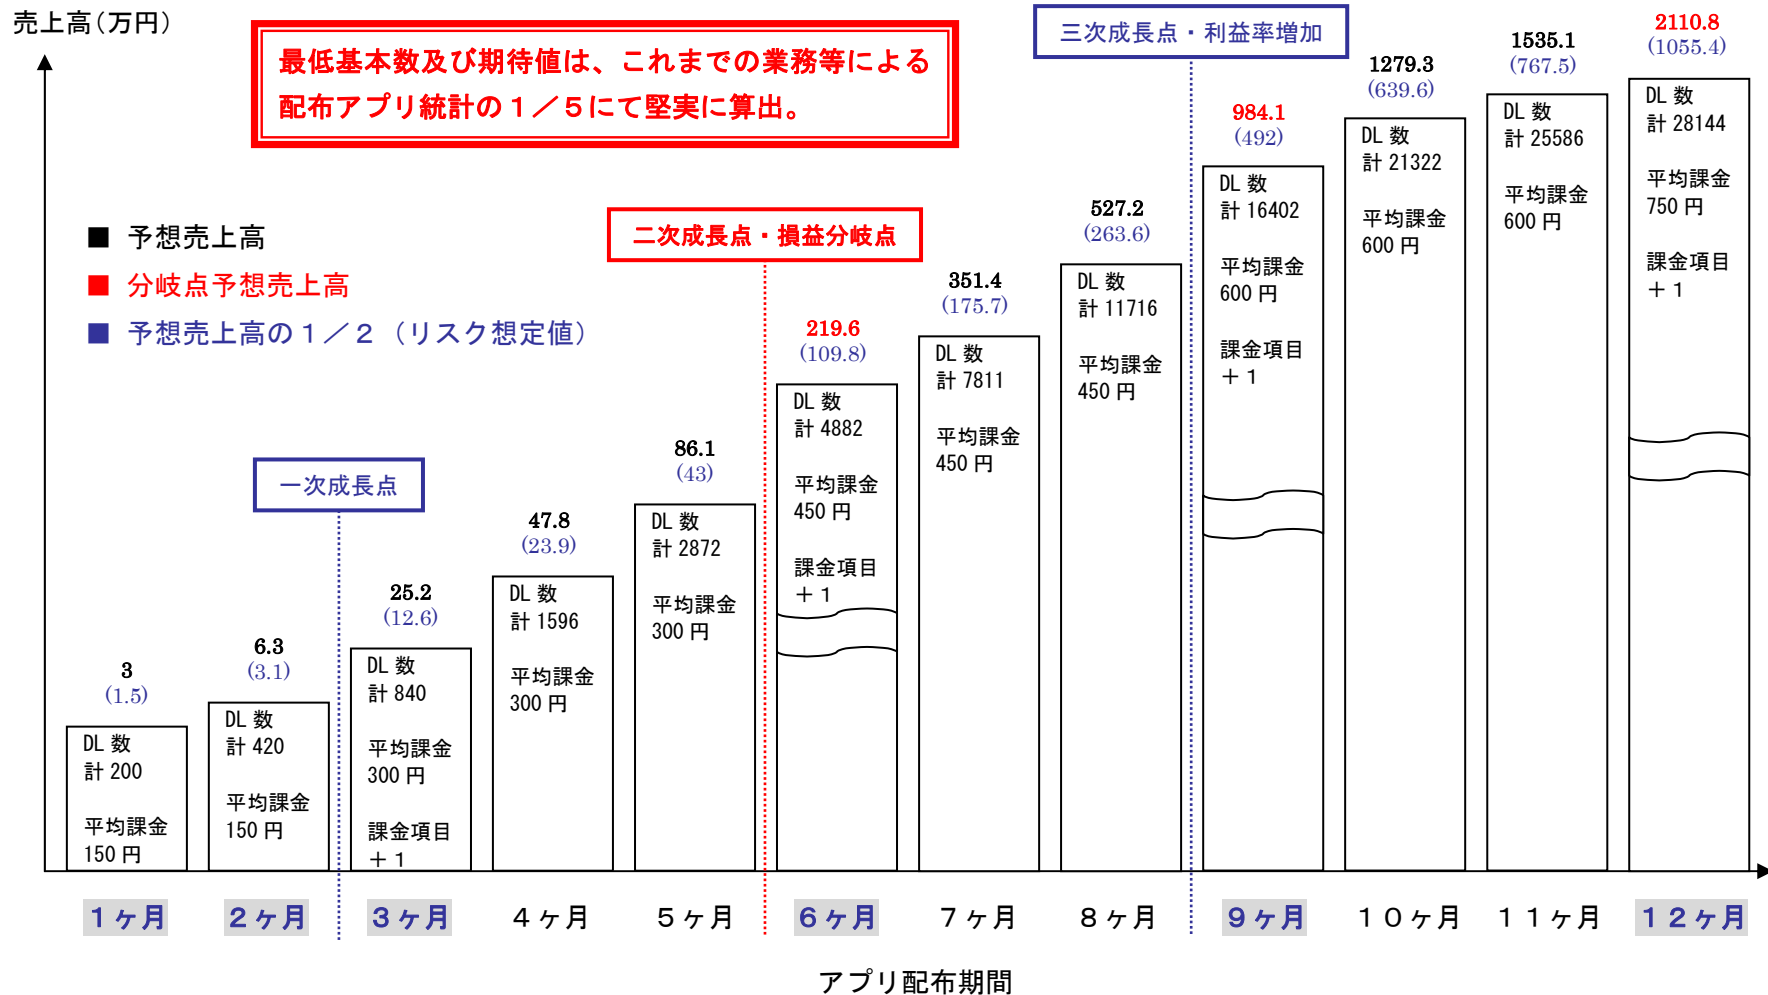 売上高(万円)
最低基本数及び期待値は、これまでの業務等による
配布アプリ統計の1／5にて堅実に算出。
三次成長点・利益率増加
二次成長点・損益分岐点
一次成長点
■ 予想売上高
■ 分岐点予想売上高
■ 予想売上高の1／2（リスク想定値）
3
(1.5)
DL 数
計 200
平均課金
150 円
6.3
(3.1)
DL 数
計 420
平均課金
150 円
25.2
(12.6)
DL 数
計 840
平均課金
300 円
課金項目
＋1
47.8
(23.9)
DL 数
計 1596
平均課金
300 円
86.1
(43)
DL 数
計 2872
平均課金
300 円
219.6
(109.8)
DL 数
計 4882
平均課金
450 円
課金項目
＋1
351.4
(175.7)
DL 数
計 7811
平均課金
450 円
527.2
(263.6)
DL 数
計 11716
平均課金
450 円
984.1
(492)
DL 数
計 16402
平均課金
600 円
課金項目
＋1
1279.3
(639.6)
DL 数
計 21322
平均課金
600 円
1535.1
(767.5)
DL 数
計 25586
平均課金
600 円
2110.8
(1055.4)
DL 数
計 28144
平均課金
750 円
課金項目
＋1
1ヶ月 2ヶ月 3ヶ月 4ヶ月 5ヶ月 6ヶ月 7ヶ月 8ヶ月 9ヶ月 10ヶ月 11ヶ月 12ヶ月
アプリ配布期間